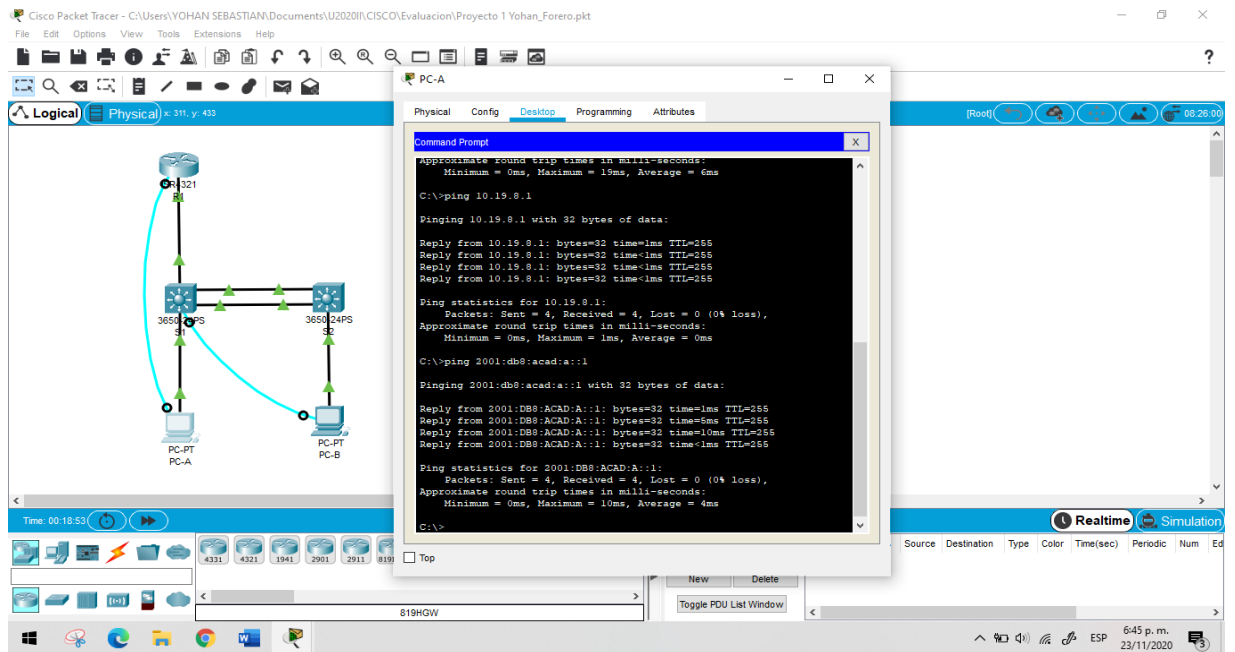 Cisco Packet Tracer - C:\Users\YOHAN SEBASTIAN\Documents\U2020II\CISCO\Evaluacion\Proyecto 1 Yohan_Forero.pkt
File Edit Options View Tools Extensions Help
?
Logical Physical x: 311, y: 433
[Root] 08:26:00
PC-A
Physical Config Desktop Programming Attributes
Command Prompt X
Approximate round trip times in milli-seconds:
Minimum = 0ms, Maximum = 19ms, Average = 6ms
C:\>ping 10.19.8.1
Pinging 10.19.8.1 with 32 bytes of data:
Reply from 10.19.8.1: bytes=32 time=1ms TTL=255
Reply from 10.19.8.1: bytes=32 time<1ms TTL=255
Reply from 10.19.8.1: bytes=32 time<1ms TTL=255
Reply from 10.19.8.1: bytes=32 time<1ms TTL=255
Ping statistics for 10.19.8.1:
Packets: Sent = 4, Received = 4, Lost = 0 (0% loss),
Approximate round trip times in milli-seconds:
Minimum = 0ms, Maximum = 1ms, Average = 0ms
C:\>ping 2001:db8:acad:a::1
Pinging 2001:db8:acad:a::1 with 32 bytes of data:
Reply from 2001:DB8:ACAD:A::1: bytes=32 time=1ms TTL=255
Reply from 2001:DB8:ACAD:A::1: bytes=32 time=5ms TTL=255
Reply from 2001:DB8:ACAD:A::1: bytes=32 time=10ms TTL=255
Reply from 2001:DB8:ACAD:A::1: bytes=32 time<1ms TTL=255
Ping statistics for 2001:DB8:ACAD:A::1:
Packets: Sent = 4, Received = 4, Lost = 0 (0% loss),
Approximate round trip times in milli-seconds:
Minimum = 0ms, Maximum = 10ms, Average = 4ms
C:\>
Top
R1
3650-24PS
S1
3650-24PS
S2
PC-PT
PC-A
PC-PT
PC-B
Time: 00:18:53
Realtime Simulation
4331 4321 1941 2901 2911
819HGW
Source Destination Type Color Time(sec) Periodic Num Ed
New Delete
Toggle PDU List Window
ESP
6:45 p. m.
23/11/2020
3